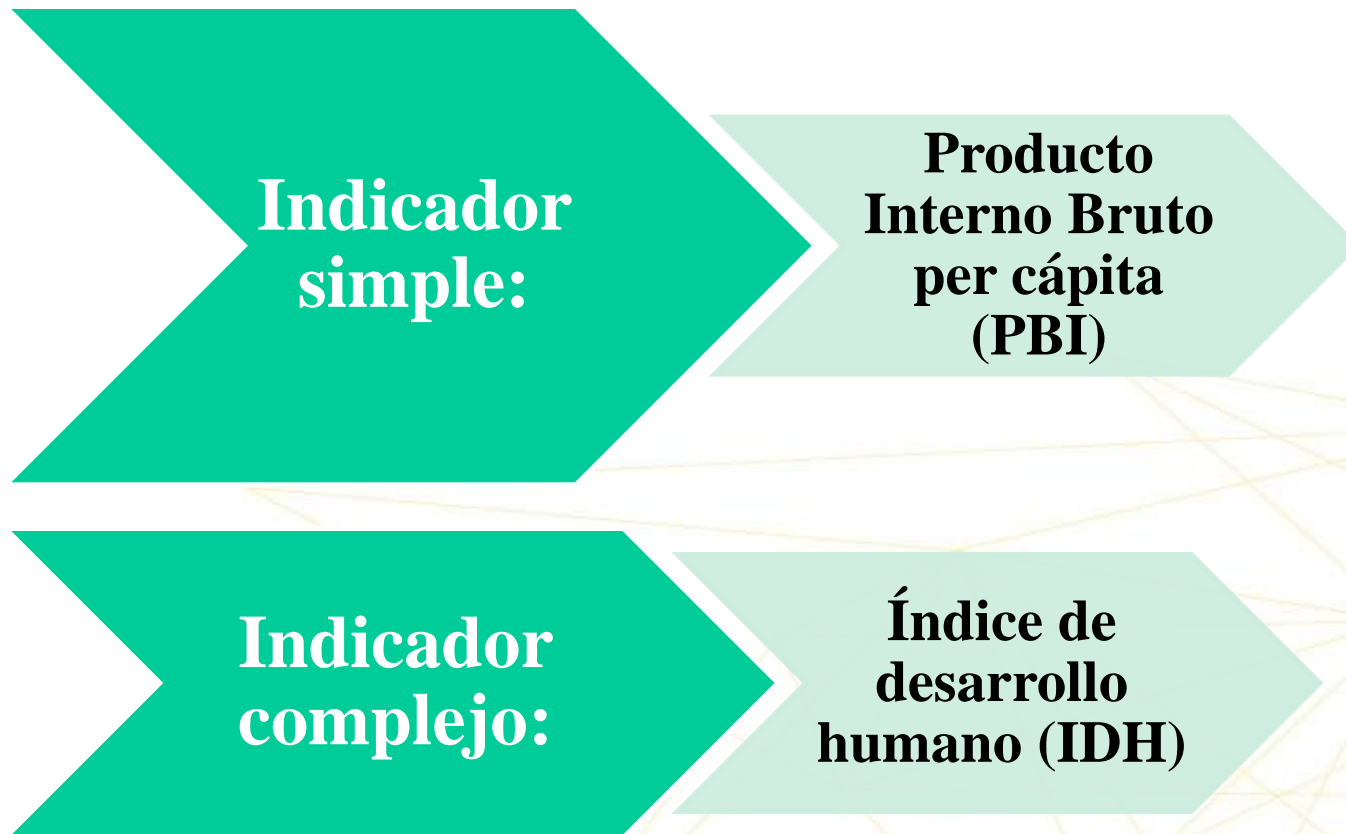 Indicador
simple:
Producto
Interno Bruto
per cápita
(PBI)
Indicador
complejo:
Índice de
desarrollo
humano (IDH)